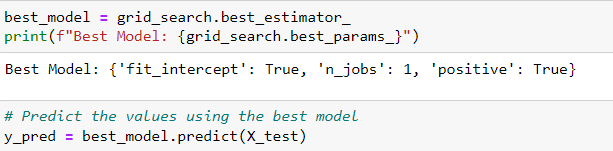 best_model = grid_search.best_estimator_
print(f"Best Model: {grid_search.best_params_}")
Best Model: {'fit_intercept': True, 'n_jobs': 1, 'positive': True}
# Predict the values using the best model
y_pred = best_model.predict(X_test)